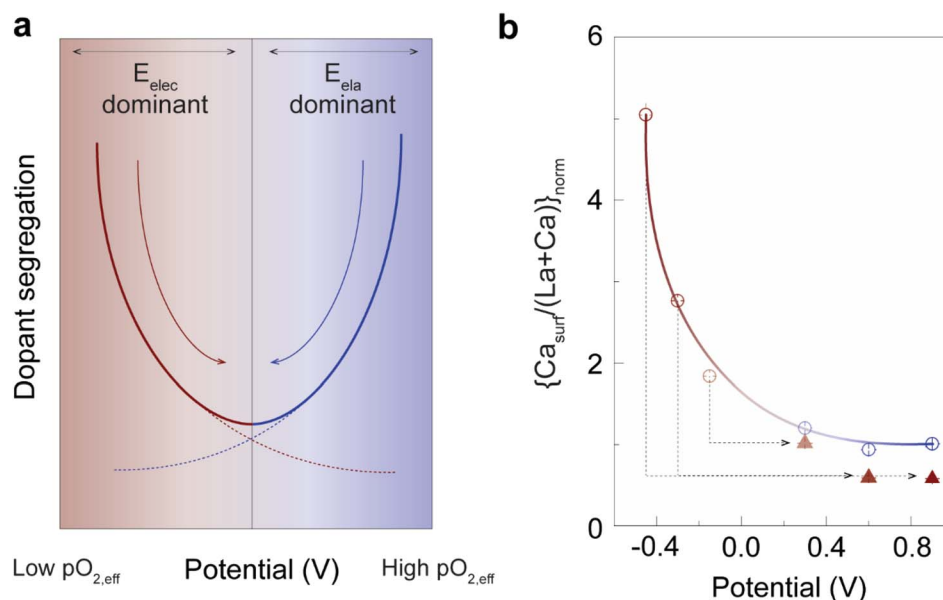 a
E_elec
dominant
E_ela
dominant
Dopant segregation
Low pO_2,eff
Potential (V)
High pO_2,eff
b
{Ca_surf/(La+Ca)}_norm
6
4
2
0
-0.4
0.0
0.4
0.8
Potential (V)